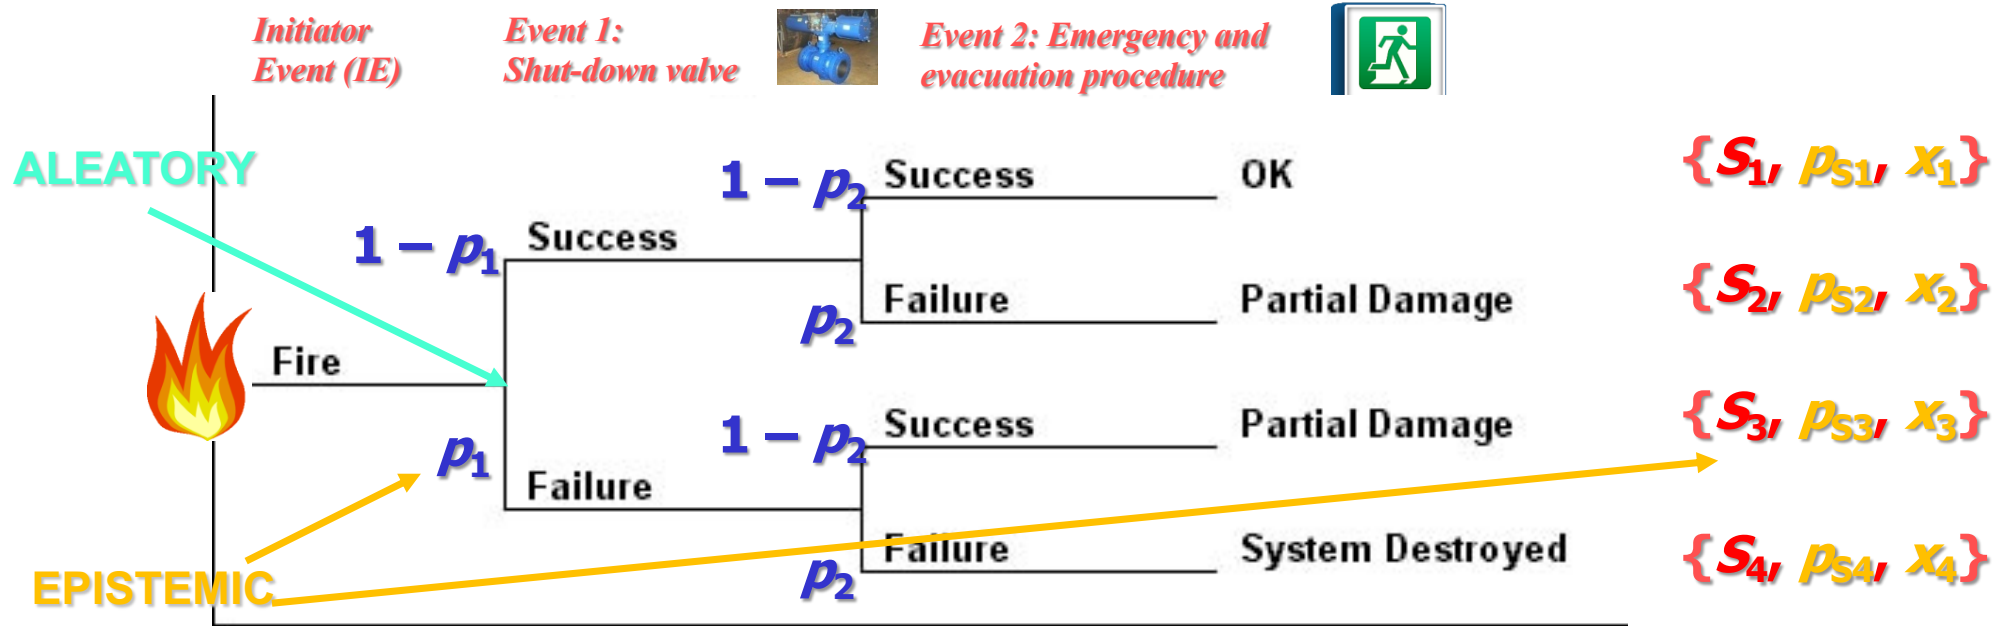 Initiator
Event (IE)
Event 1:
Shut-down valve
Event 2: Emergency and
evacuation procedure
ALEATORY
1 – p₂
Success
OK
{S₁, pS₁, x₁}
1 – p₁
Success
p₂
Failure
Partial Damage
{S₂, pS₂, x₂}
Fire
1 – p₂
Success
Partial Damage
{S₃, pS₃, x₃}
p₁
Failure
p₂
Failure
System Destroyed
{S₄, pS₄, x₄}
EPISTEMIC